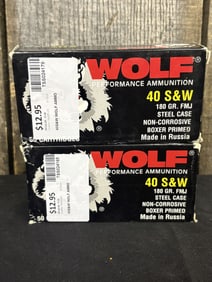 WOLF
PERFORMANCE AMMUNITION
40 S&W
180 GR. FMJ
STEEL CASE
NON-CORROSIVE
BOXER PRIMED
Made in Russia
$12.95
WOLF
PERFORMANCE AMMUNITION
40 S&W
180 GR. FMJ
STEEL CASE
NON-CORROSIVE
BOXER PRIMED
Made in Russia
$12.95